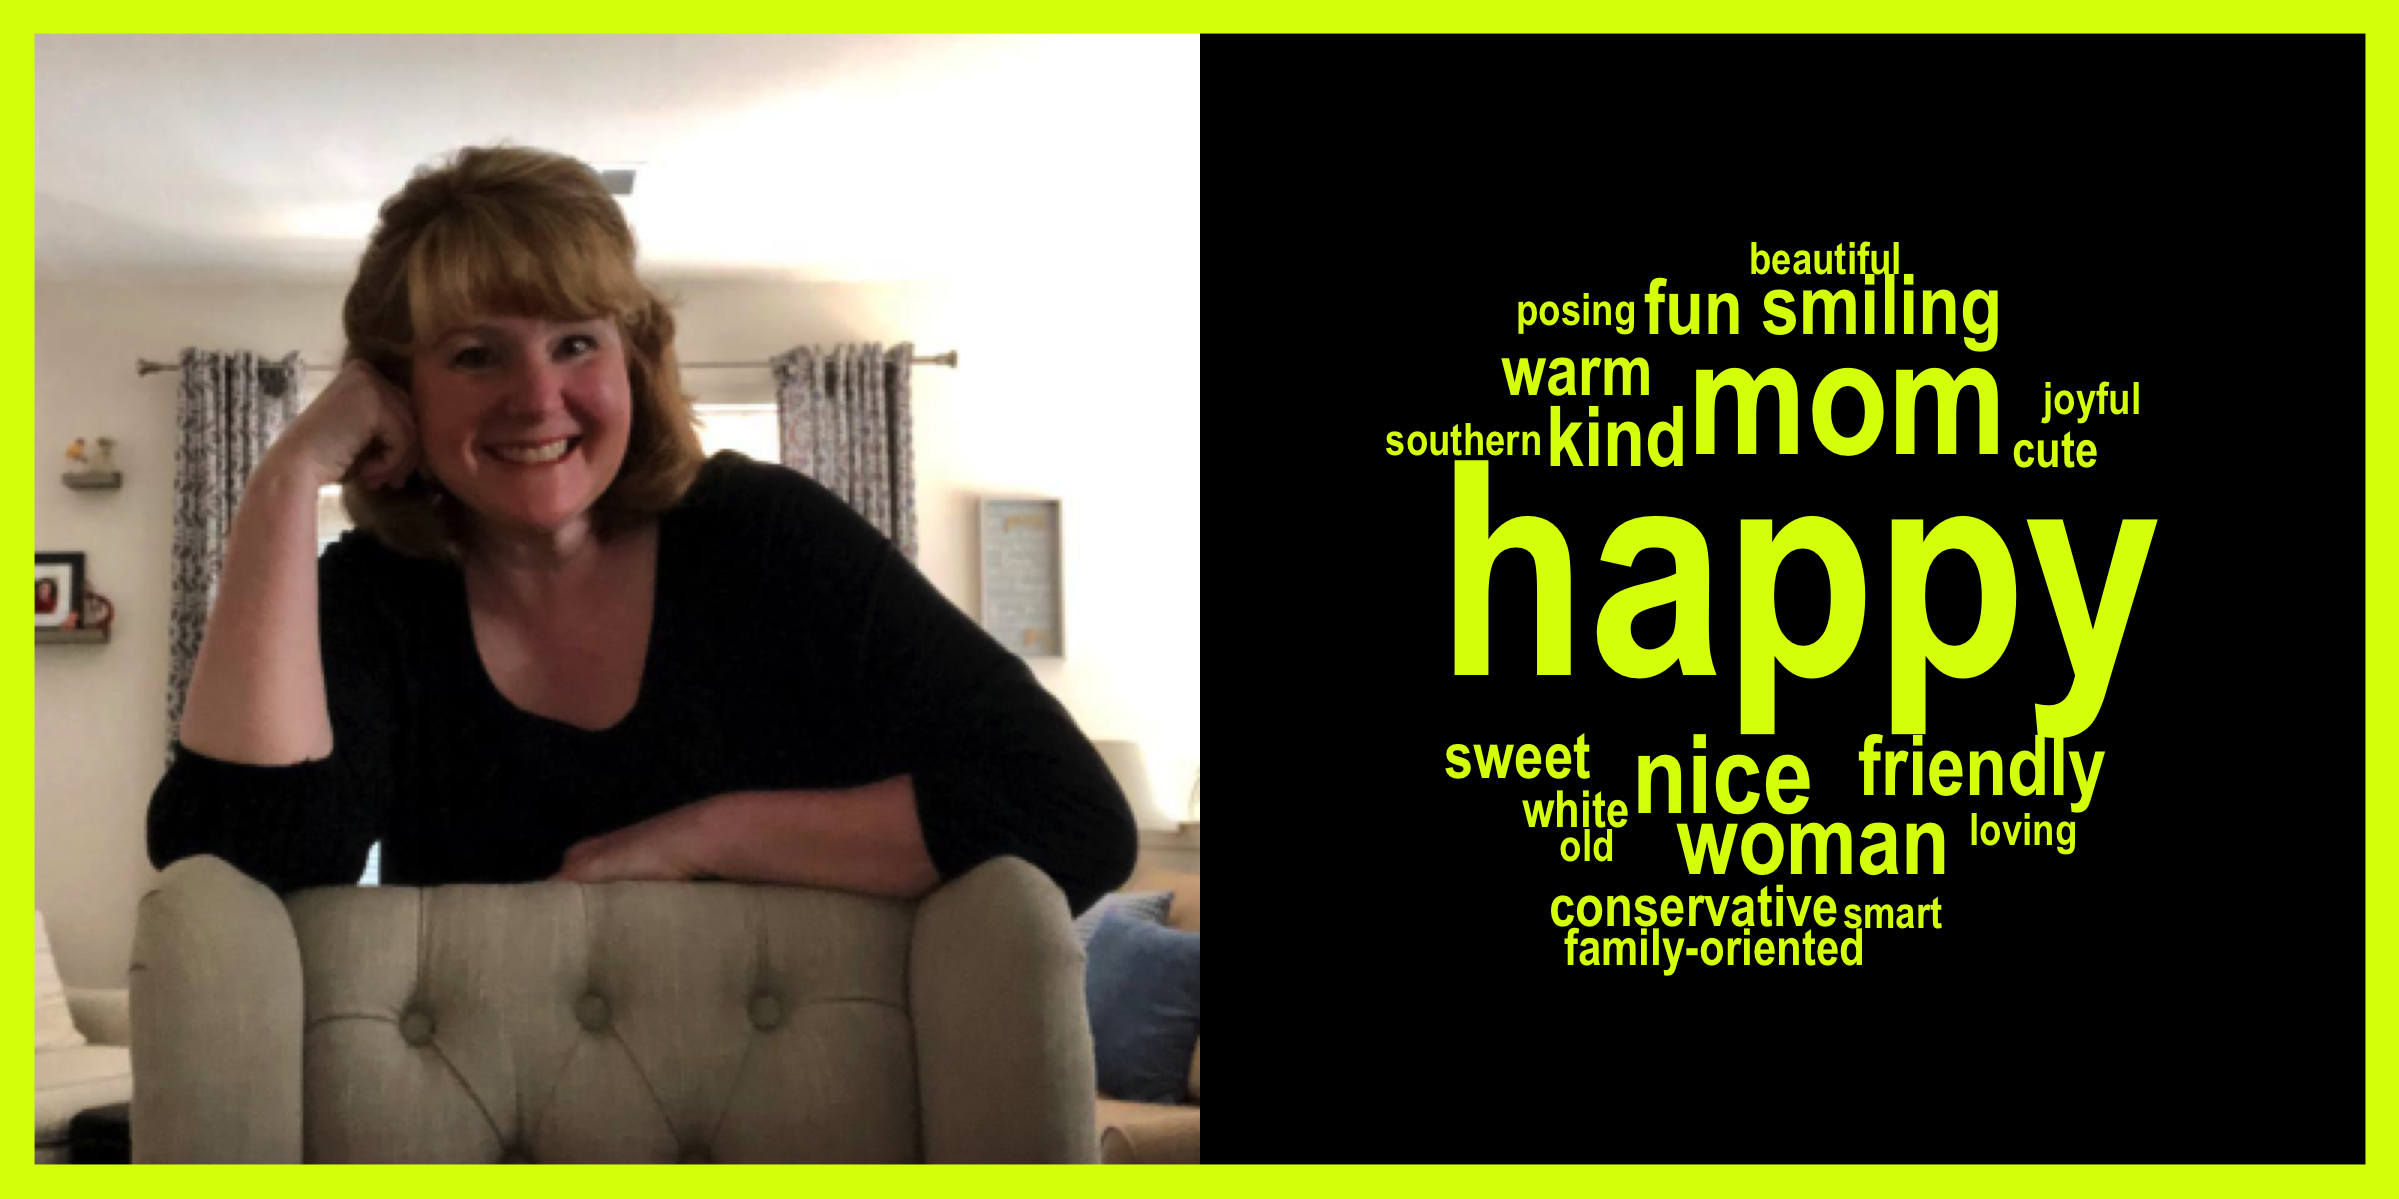 beautiful
posing fun smiling
warm mom joyful
southern kind cute
happy
sweet nice friendly
white woman loving
old
conservative smart
family-oriented